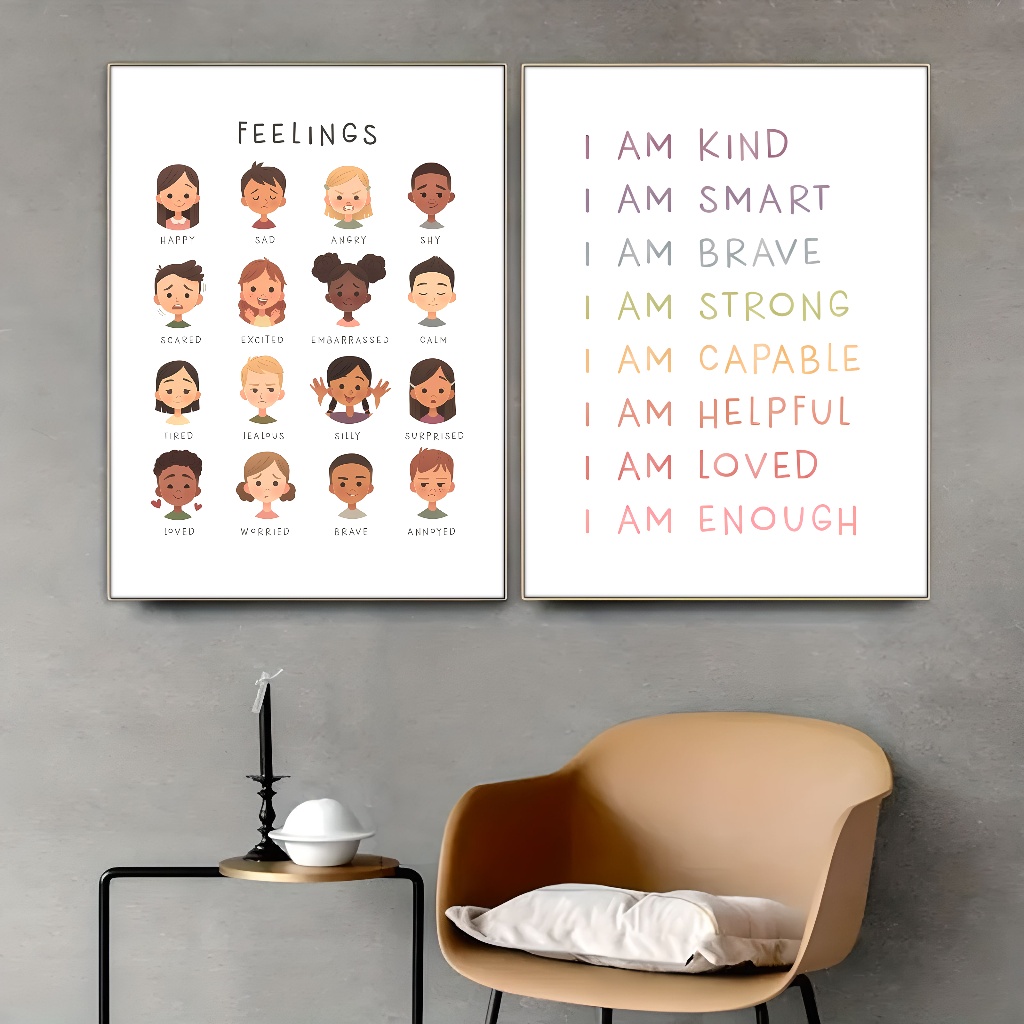 FEELINGS
HAPPY SAD ANGRY SHY
SCARED EXCITED EMBARRASSED CALM
TIRED JEALOUS SILLY SURPRISED
LOVED WORRIED BRAVE ANNOYED
I AM KIND
I AM SMART
I AM BRAVE
I AM STRONG
I AM CAPABLE
I AM HELPFUL
I AM LOVED
I AM ENOUGH